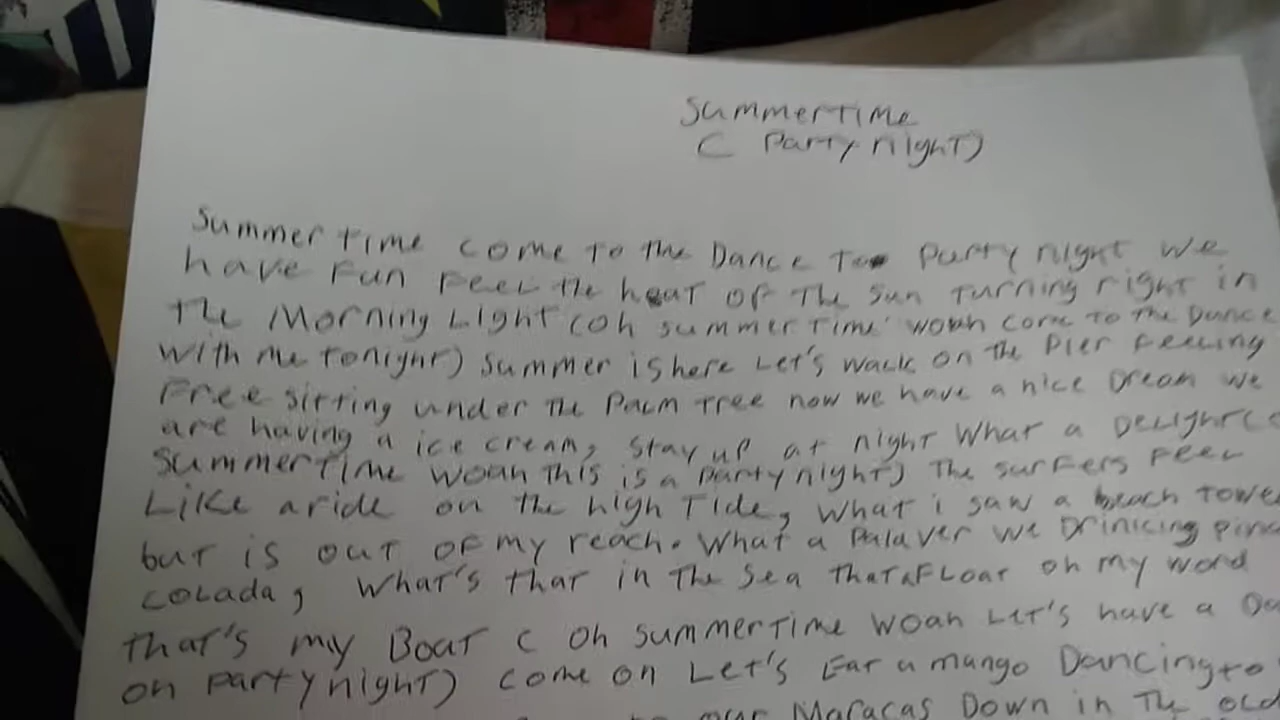 Summertime
( Party night)
Summertime come to the Dance to Party night we
have fun feel the heat of the sun turning right in
the Morning Light (oh summertime woah come to the Dance
with me tonight) summer is here Let's walk on the Pier feeling
free sitting under the Palm Tree now we have a nice Dream we
are having a ice cream, stay up at night What a Delight (
summertime woah this is a party night) The surfers feel
Like a ride on the high Tide, what i saw a beach
but is out of my reach. What a Palaver we Drinking
colada, What's that in The Sea That a Float oh my word
that's my Boat ( oh summertime woah Let's have a
on party night) come on Let's Eat a mango Dancing to
our Maracas Down in The old